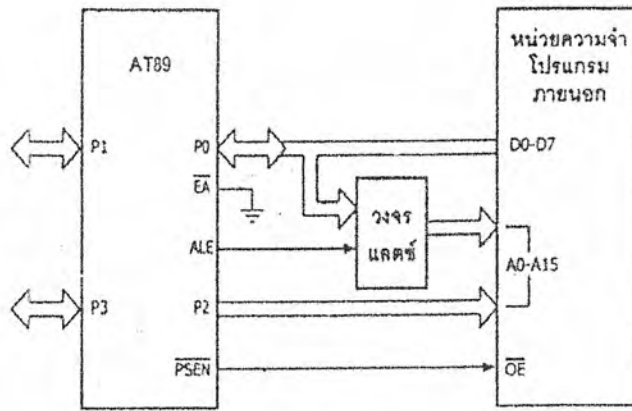 AT89
P1
P0
EA
ALE
P3
P2
PSEN
วงจร
แลตซ์
หน่วยความจำ
โปรแกรม
ภายนอก
D0-D7
A0-A15
OE